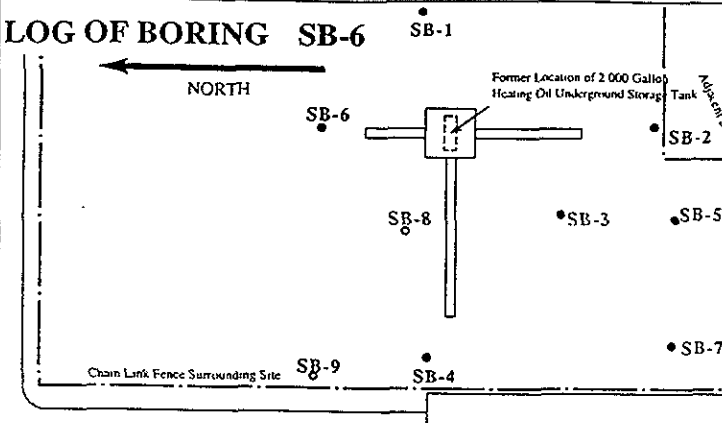 LOG OF BORING SB-6
SB-1
NORTH
Former Location of 2 000 Gallon
Heating Oil Underground Storage Tank
Adjacent
SB-6
SB-2
SB-8
SB-3
SB-5
SB-7
Chain Link Fence Surrounding Site
SB-9
SB-4